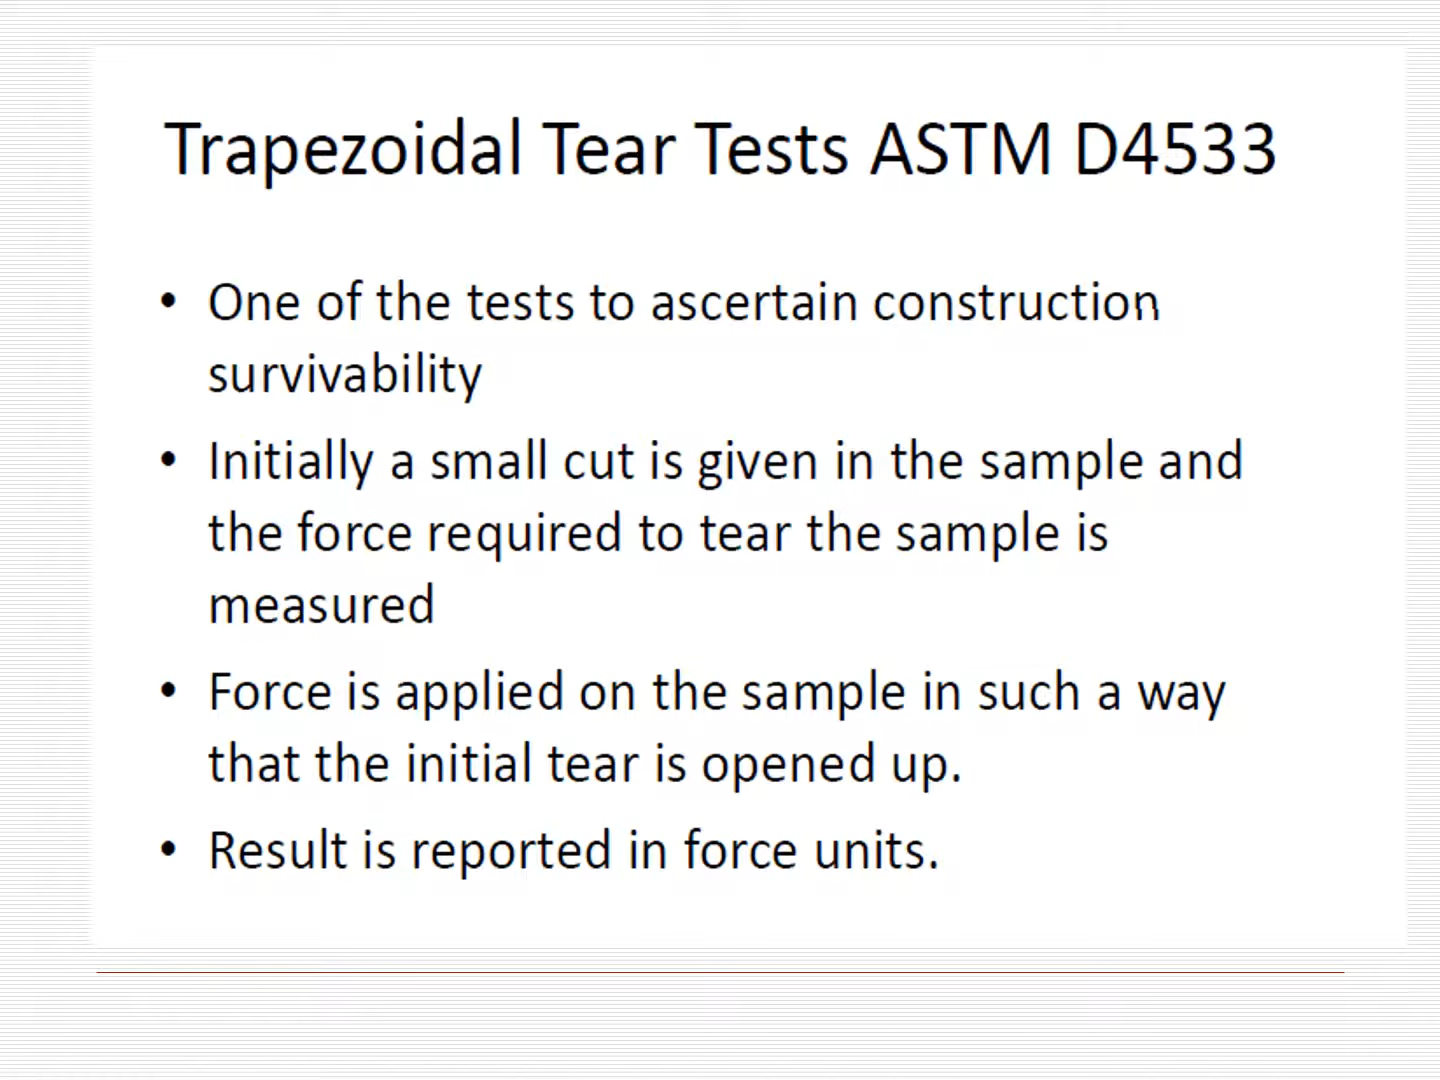 Trapezoidal Tear Tests ASTM D4533
• One of the tests to ascertain construction
survivability
• Initially a small cut is given in the sample and
the force required to tear the sample is
measured
• Force is applied on the sample in such a way
that the initial tear is opened up.
• Result is reported in force units.